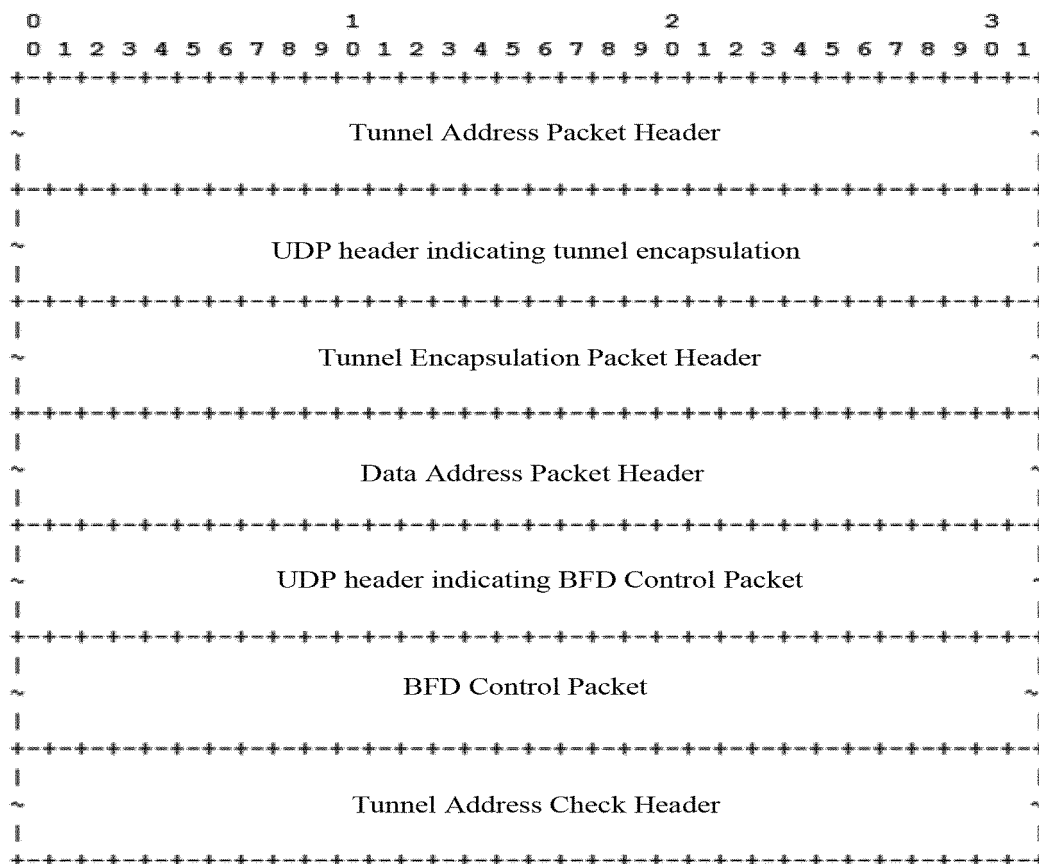 0 1 2 3
0 1 2 3 4 5 6 7 8 9 0 1 2 3 4 5 6 7 8 9 0 1 2 3 4 5 6 7 8 9 0 1
+-+-+-+-+-+-+-+-+-+-+-+-+-+-+-+-+-+-+-+-+-+-+-+-+-+-+-+-+-+-+-+-+
| |
~ Tunnel Address Packet Header ~
| |
+-+-+-+-+-+-+-+-+-+-+-+-+-+-+-+-+-+-+-+-+-+-+-+-+-+-+-+-+-+-+-+-+
| |
~ UDP header indicating tunnel encapsulation ~
| |
+-+-+-+-+-+-+-+-+-+-+-+-+-+-+-+-+-+-+-+-+-+-+-+-+-+-+-+-+-+-+-+-+
| |
~ Tunnel Encapsulation Packet Header ~
| |
+-+-+-+-+-+-+-+-+-+-+-+-+-+-+-+-+-+-+-+-+-+-+-+-+-+-+-+-+-+-+-+-+
| |
~ Data Address Packet Header ~
| |
+-+-+-+-+-+-+-+-+-+-+-+-+-+-+-+-+-+-+-+-+-+-+-+-+-+-+-+-+-+-+-+-+
| |
~ UDP header indicating BFD Control Packet ~
| |
+-+-+-+-+-+-+-+-+-+-+-+-+-+-+-+-+-+-+-+-+-+-+-+-+-+-+-+-+-+-+-+-+
| |
~ BFD Control Packet ~
| |
+-+-+-+-+-+-+-+-+-+-+-+-+-+-+-+-+-+-+-+-+-+-+-+-+-+-+-+-+-+-+-+-+
| |
~ Tunnel Address Check Header ~
| |
+-+-+-+-+-+-+-+-+-+-+-+-+-+-+-+-+-+-+-+-+-+-+-+-+-+-+-+-+-+-+-+-+